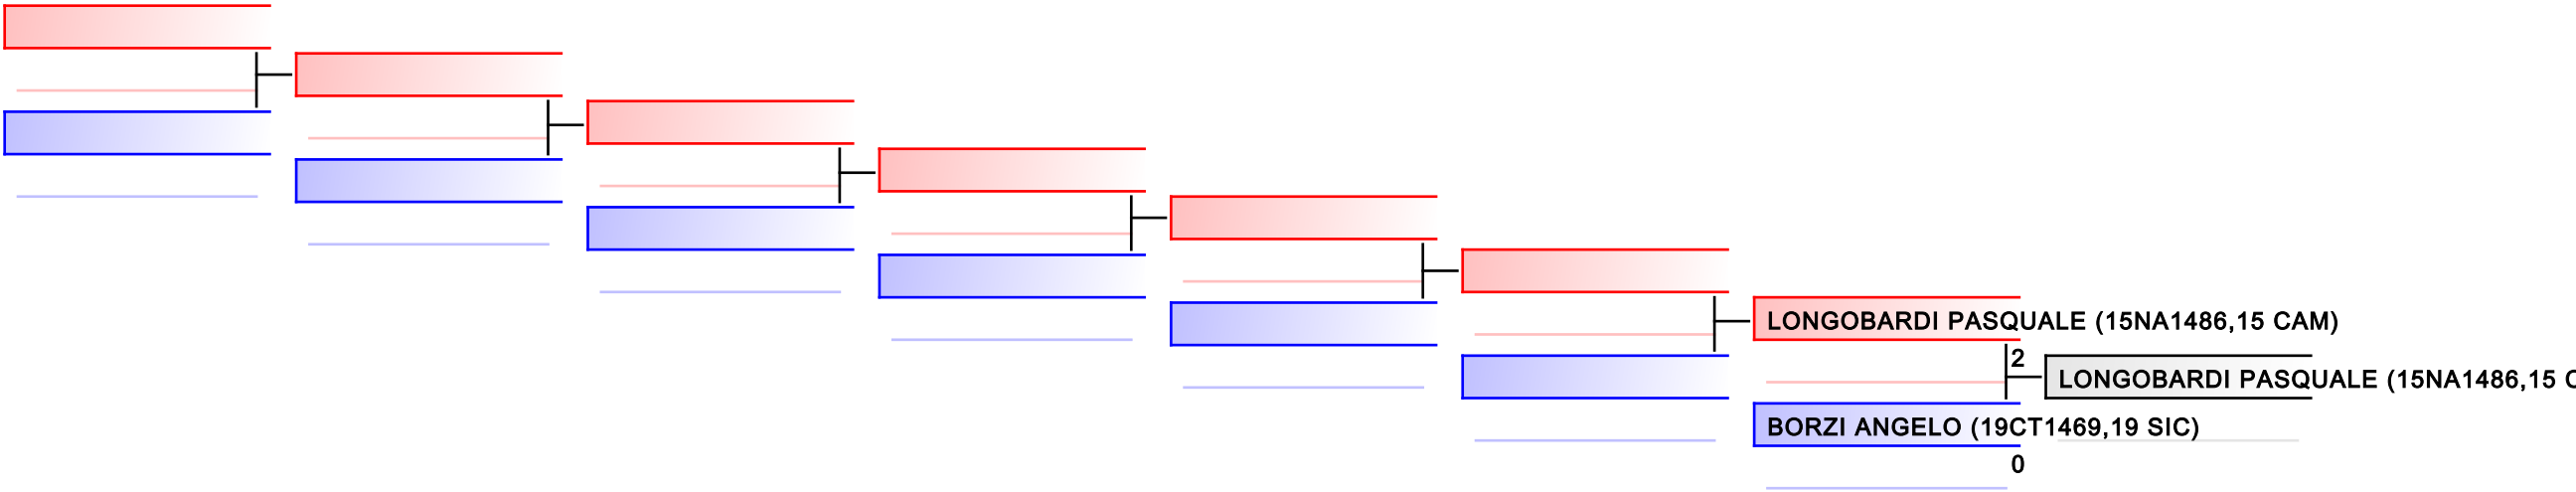 LONGOBARDI PASQUALE (15NA1486,15 CAM)
2
LONGOBARDI PASQUALE (15NA1486,15 C
BORZI ANGELO (19CT1469,19 SIC)
0